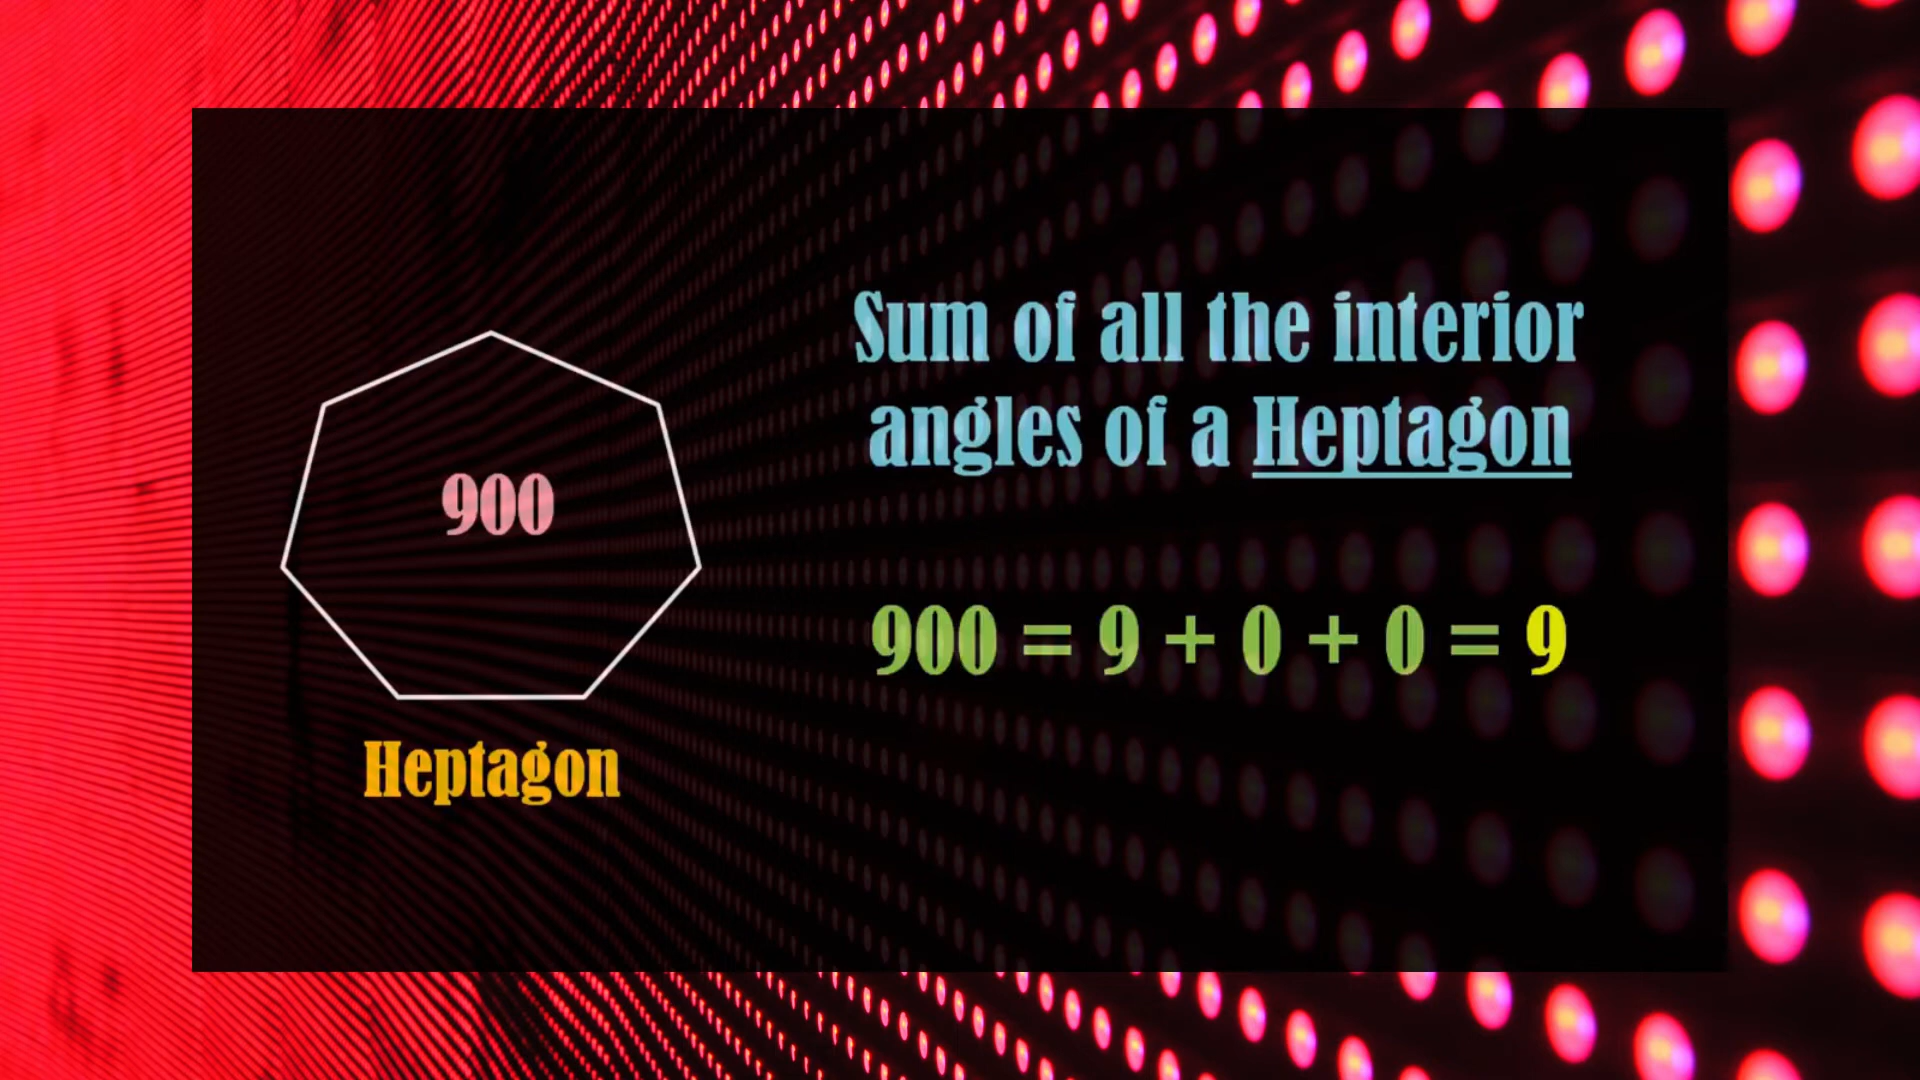 Sum of all the interior
angles of a Heptagon
900
900 = 9 + 0 + 0 = 9
Heptagon